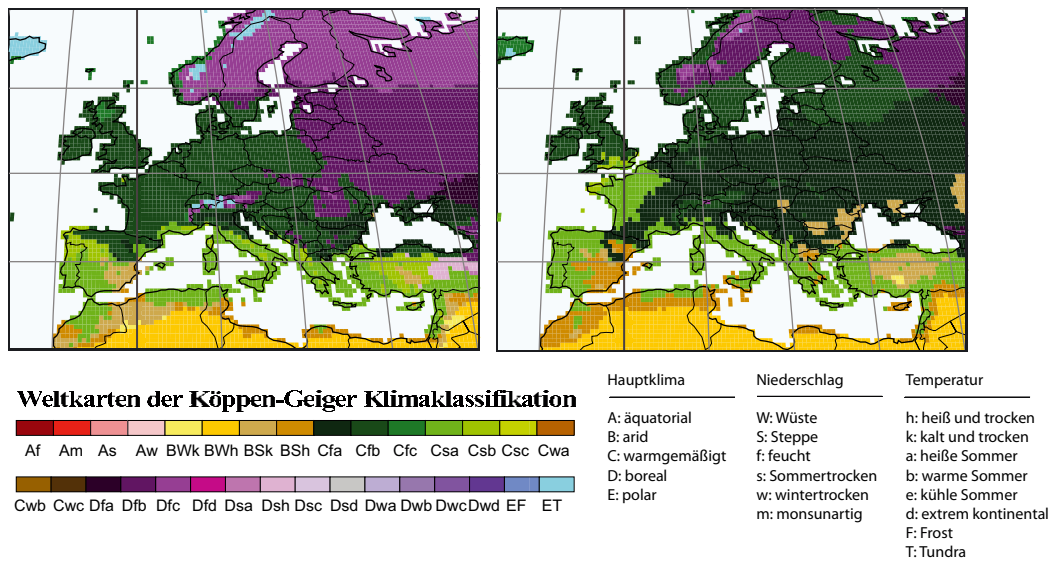 Weltkarten der Köppen-Geiger Klimaklassifikation
Af Am As Aw BWk BWh BSk BSh Cfa Cfb Cfc Csa Csb Csc Cwa
Cwb Cwc Dfa Dfb Dfc Dfd Dsa Dsh Dsc Dsd Dwa Dwb Dwc Dwd EF ET
Hauptklima
A: äquatorial
B: arid
C: warmgemäßigt
D: boreal
E: polar
Niederschlag
W: Wüste
S: Steppe
f: feucht
s: Sommertrocken
w: wintertrocken
m: monsunartig
Temperatur
h: heiß und trocken
k: kalt und trocken
a: heiße Sommer
b: warme Sommer
e: kühle Sommer
d: extrem kontinental
F: Frost
T: Tundra